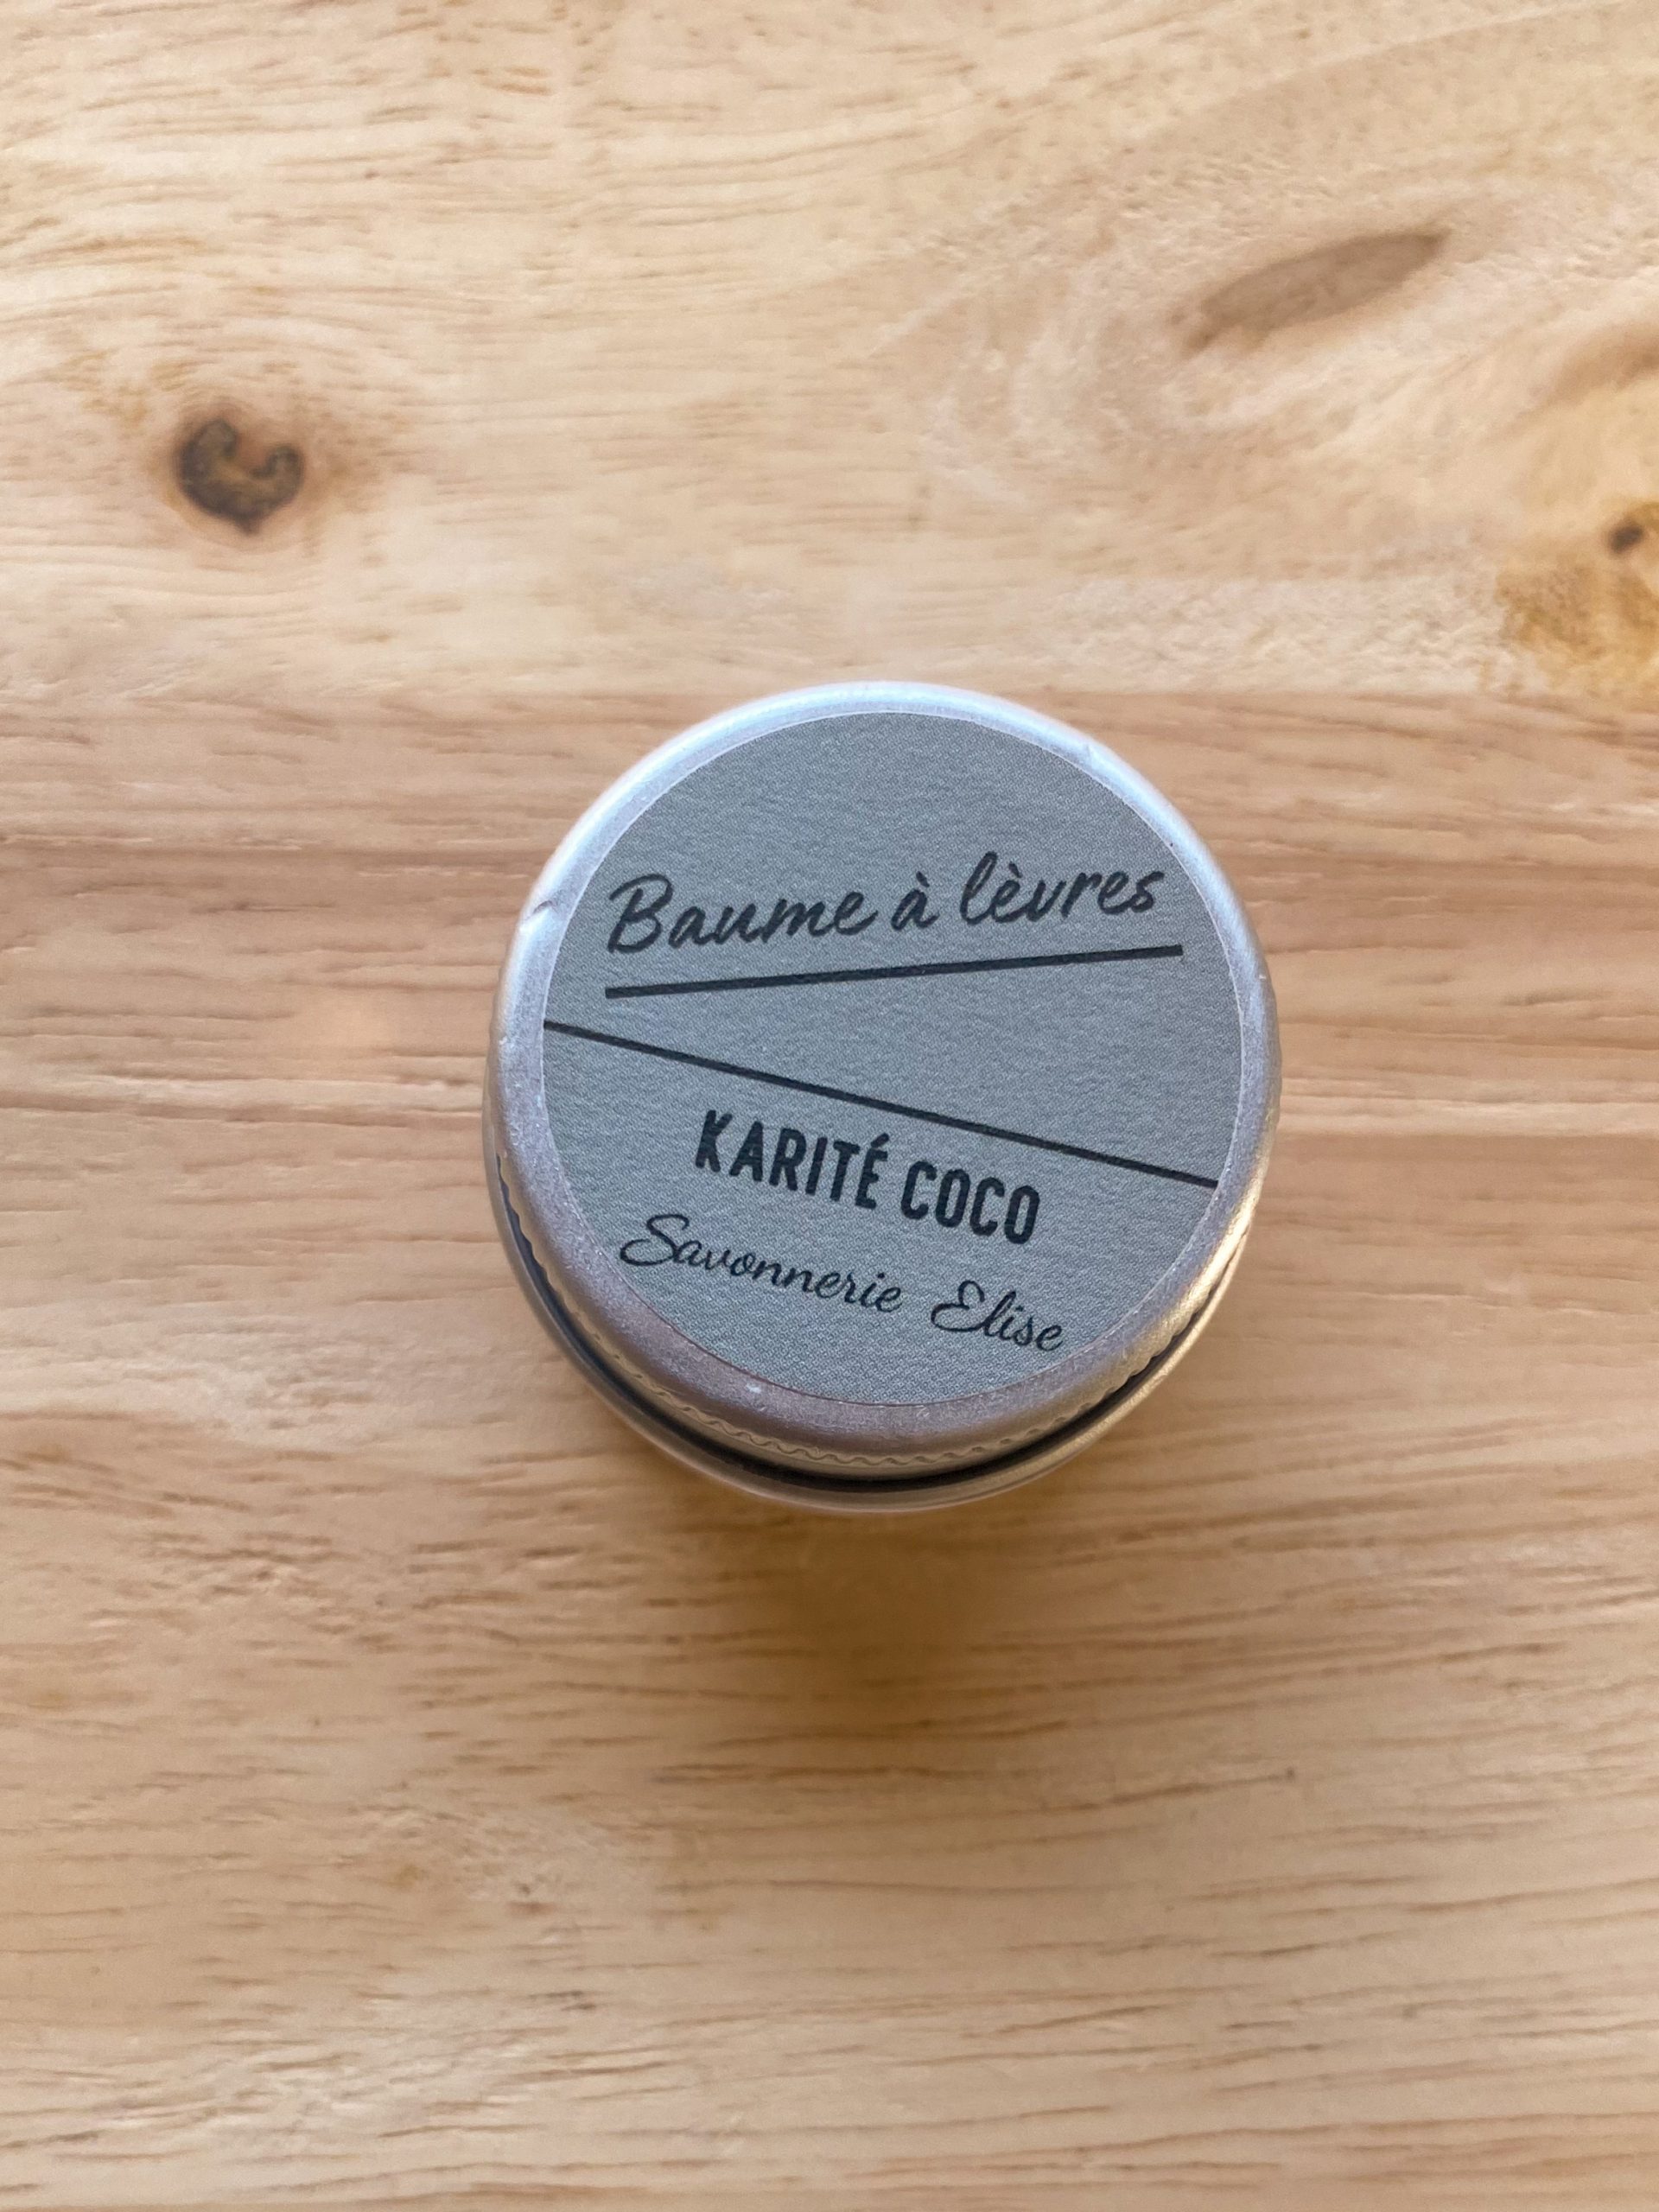 Baume à lèvres
KARITÉ COCO
Savonnerie Elise